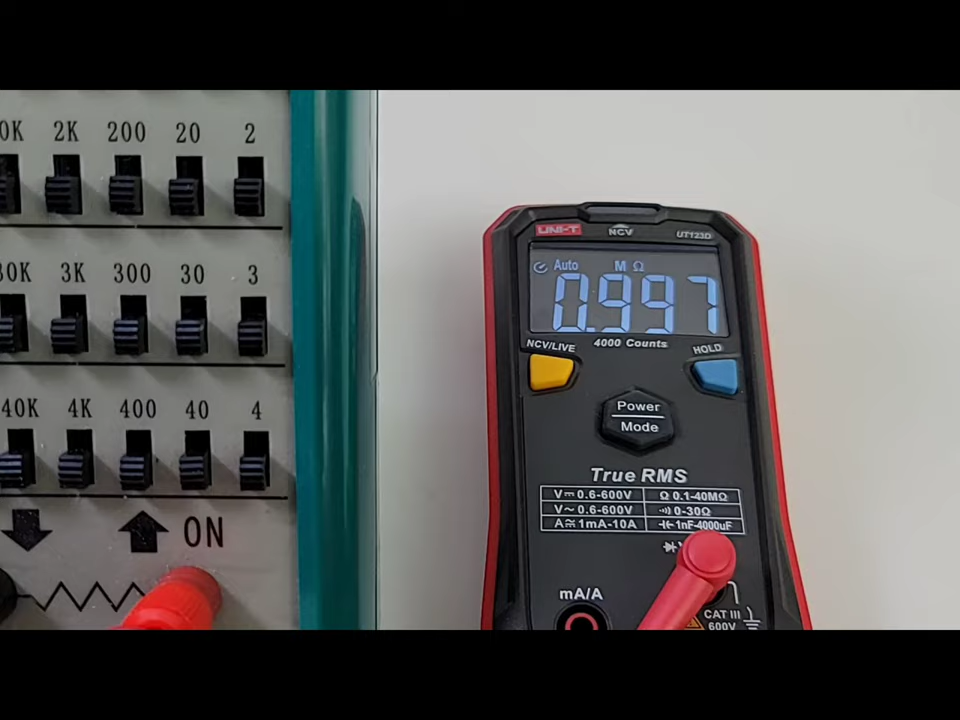 2K 200 20 2
3K 300 30 3
40K 4K 400 40 4
ON
UNI-T NCV UT123D
Auto M Ω
0.997
NCV/LIVE 4000 Counts HOLD
Power
Mode
True RMS
V⎓0.6-600V Ω 0.1-40MΩ
V~0.6-600V 0-30Ω
A≂1mA-10A 1nF-4000uF
mA/A
CAT III
600V